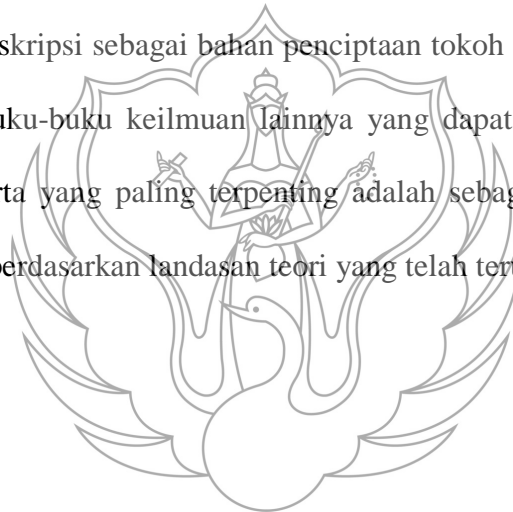 skripsi sebagai bahan penciptaan tokoh
uku-buku keilmuan lainnya yang dapat
rta yang paling terpenting adalah sebag
berdasarkan landasan teori yang telah tert